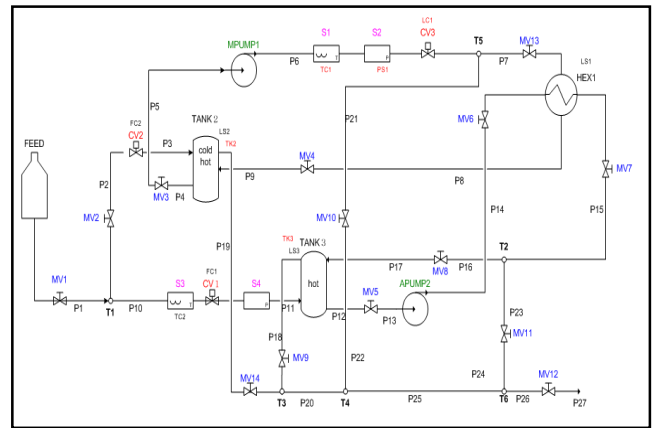 S1
S2
LC1
CV3
T5
MV13
MPUMP1
P6
TC1
PS1
P7
LS1
HEX1
P5
FC2
CV2
TANK 2
LS2
TK2
P21
MV6
FEED
P3
cold
hot
MV4
MV7
P2
MV3
P4
P9
P8
P15
MV2
MV10
P14
P19
TK3
TANK 3
LS3
T2
S3
FC1
CV 1
S4
hot
P17
MV8
P16
MV5
APUMP2
MV1
P1
T1
P10
TC2
P11
P12
P13
P23
P18
MV11
MV9
P22
P24
MV14
MV12
T3
P20
T4
P25
T6
P26
P27
T
P
T
P